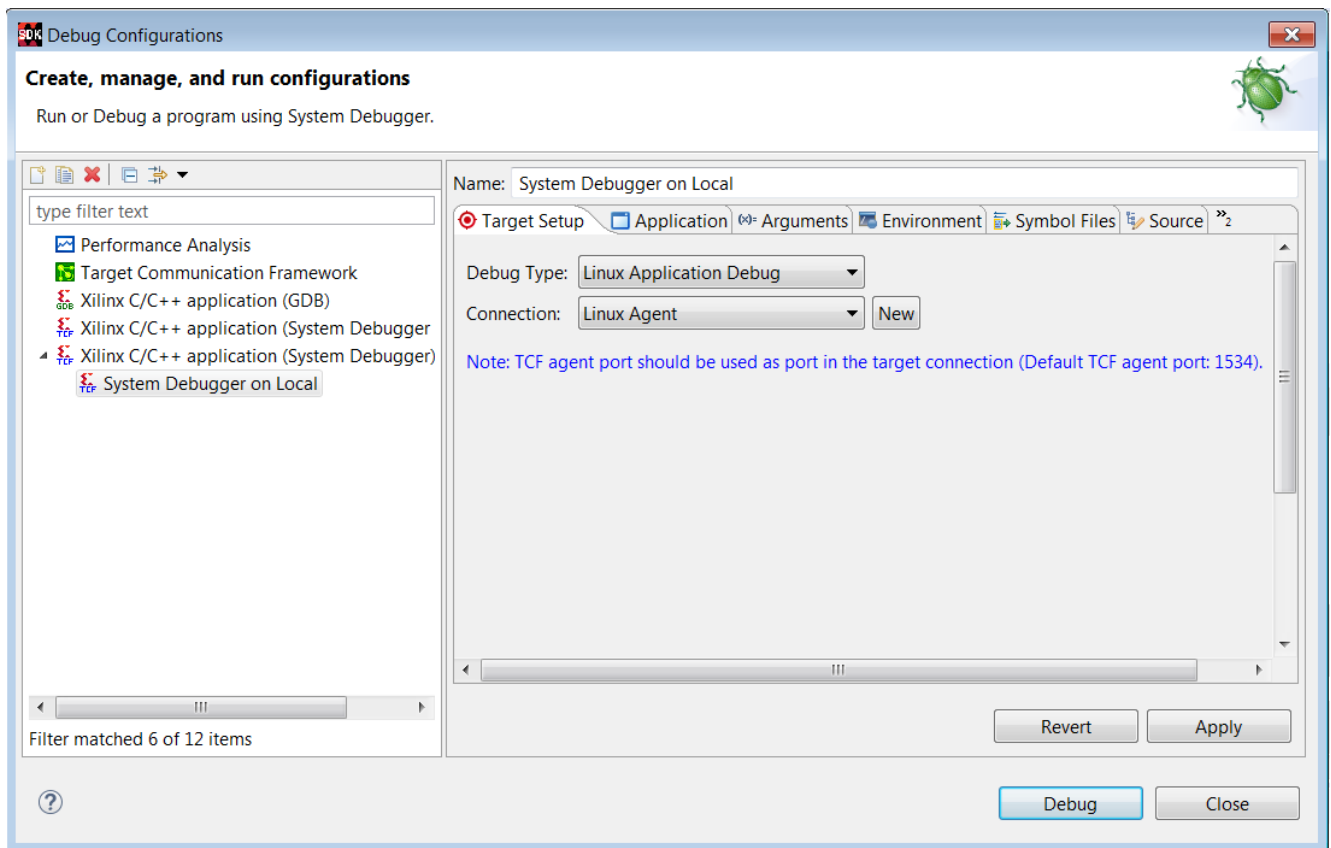 SDK Debug Configurations
Create, manage, and run configurations
Run or Debug a program using System Debugger.
type filter text
Performance Analysis
Target Communication Framework
GDB Xilinx C/C++ application (GDB)
TCF Xilinx C/C++ application (System Debugger
TCF Xilinx C/C++ application (System Debugger)
TCF System Debugger on Local
Filter matched 6 of 12 items
Name: System Debugger on Local
Target Setup Application (x)= Arguments Environment Symbol Files Source »2
Debug Type: Linux Application Debug
Connection: Linux Agent New
Note: TCF agent port should be used as port in the target connection (Default TCF agent port: 1534).
Revert Apply
? Debug Close